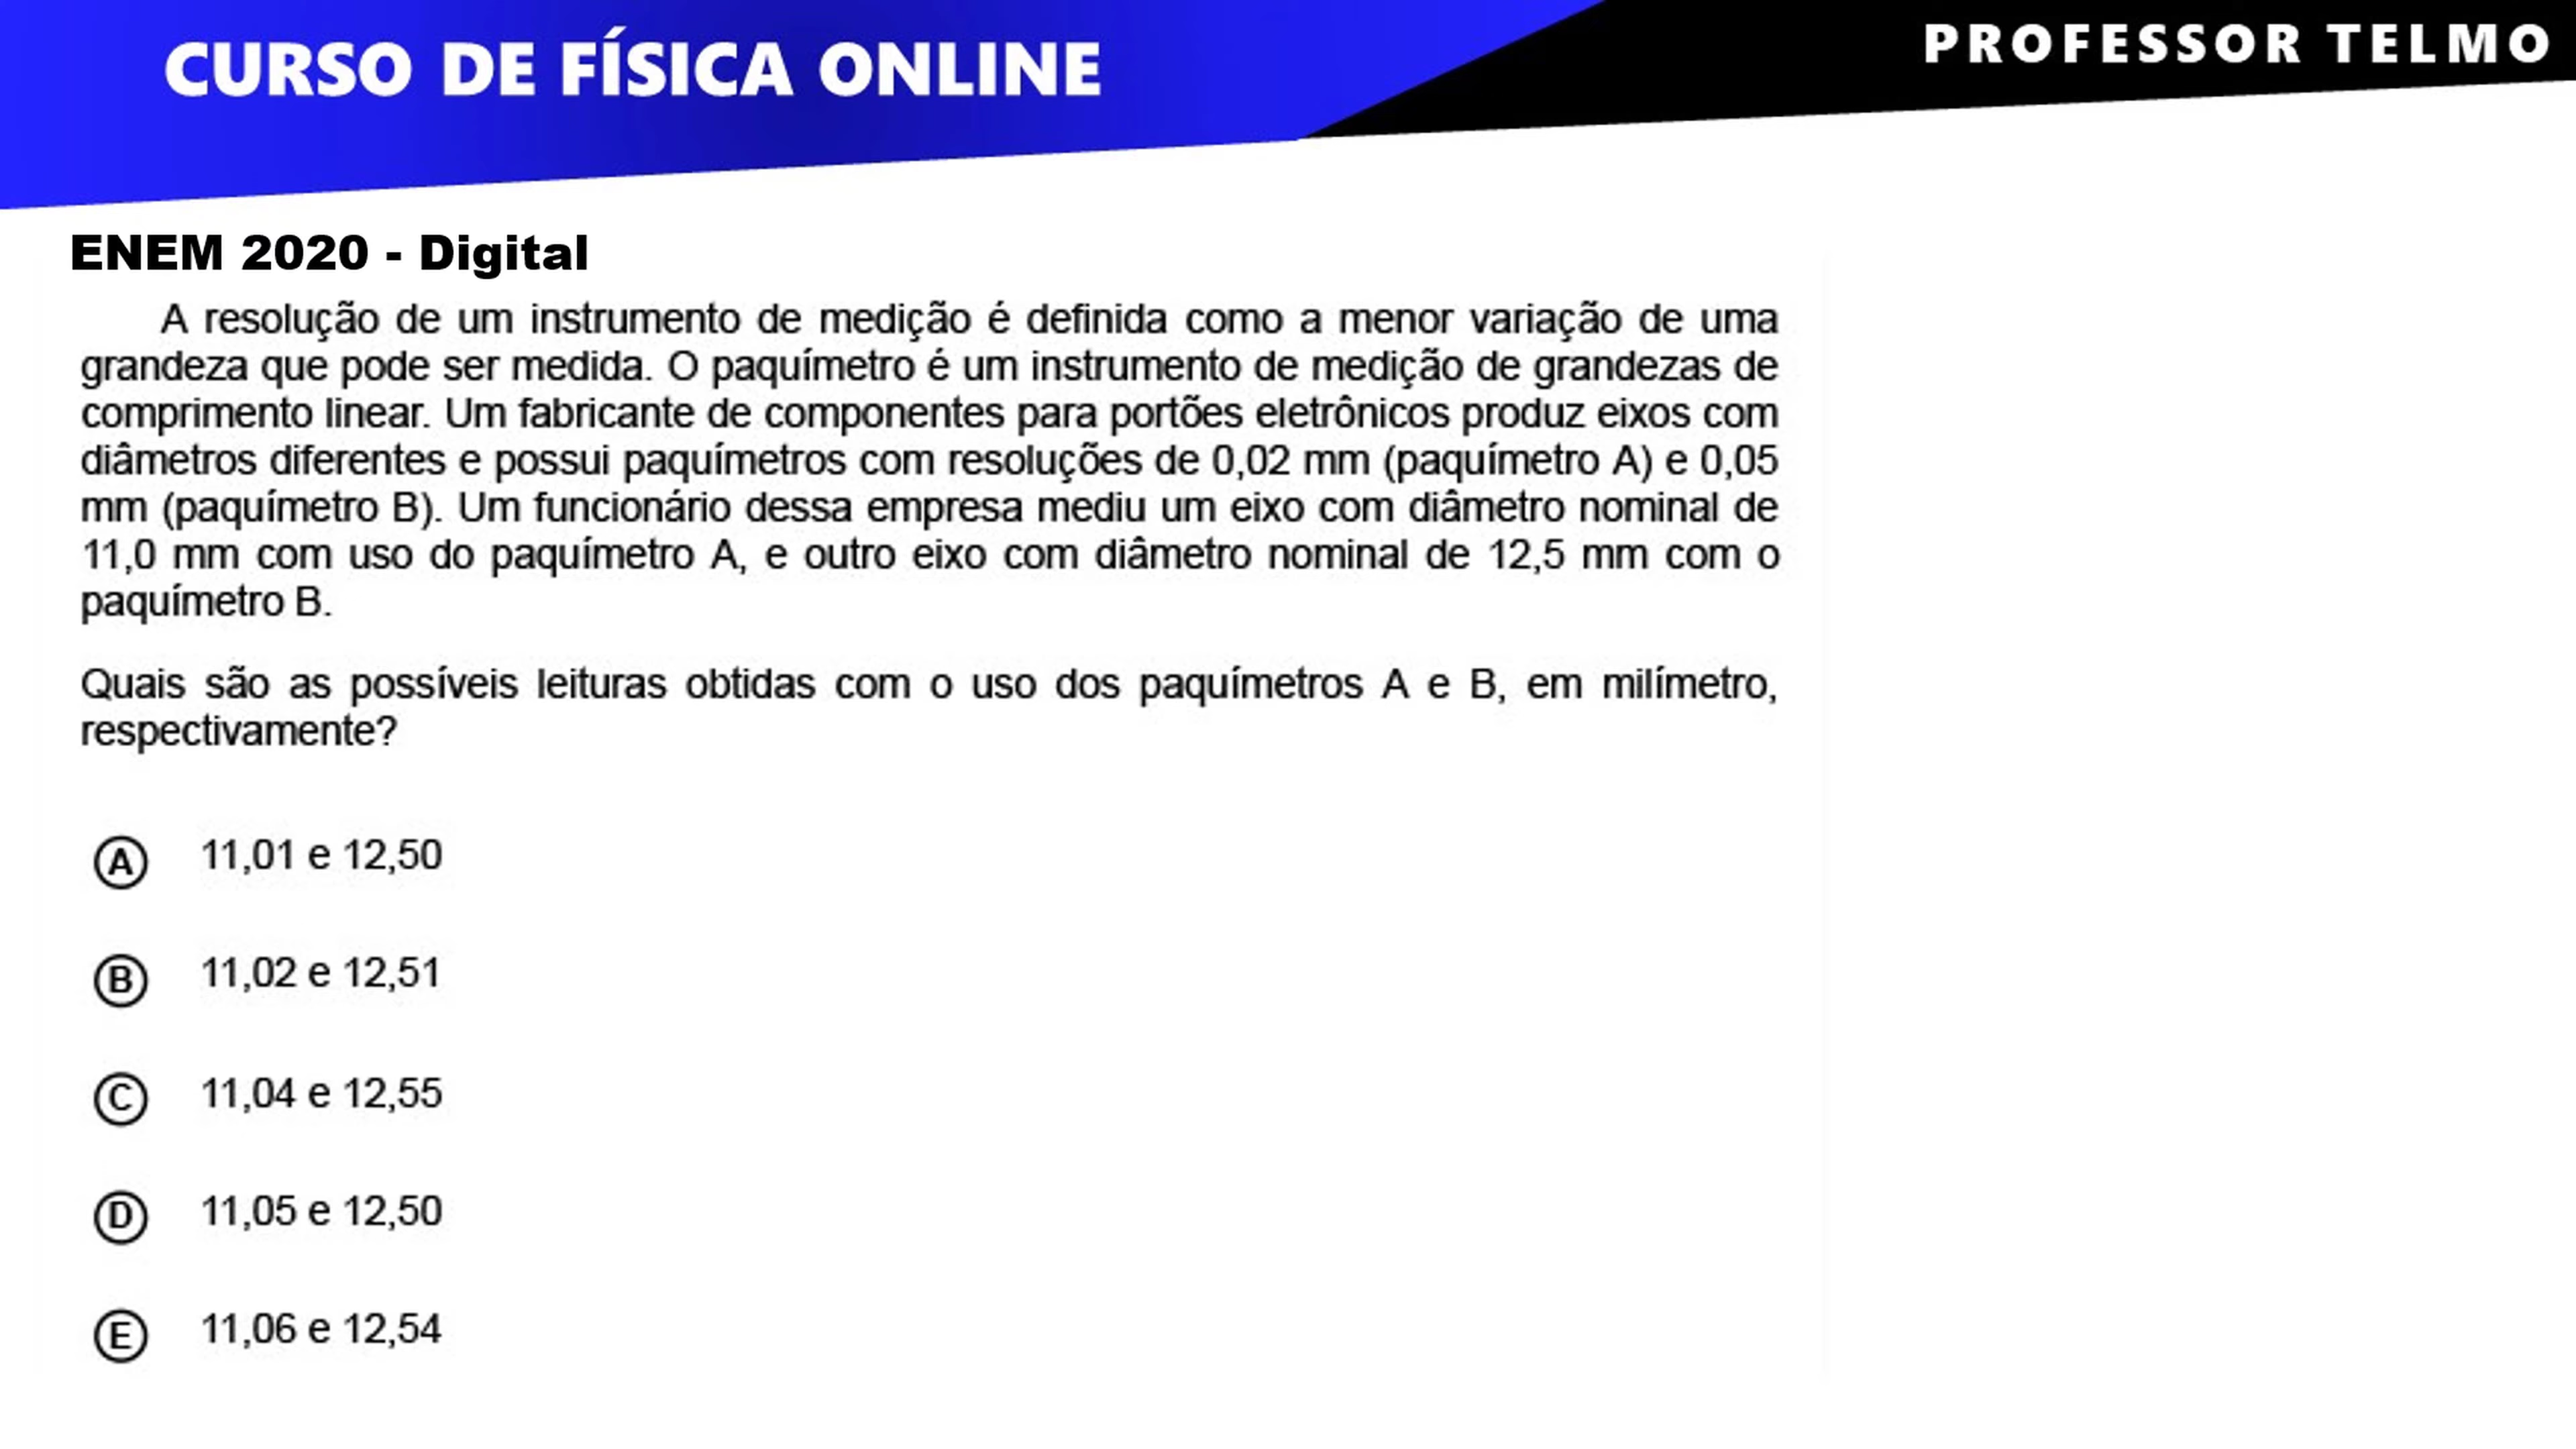 CURSO DE FÍSICA ONLINE
PROFESSOR TELMO
ENEM 2020 - Digital
A resolução de um instrumento de medição é definida como a menor variação de uma
grandeza que pode ser medida. O paquímetro é um instrumento de medição de grandezas de
comprimento linear. Um fabricante de componentes para portões eletrônicos produz eixos com
diâmetros diferentes e possui paquímetros com resoluções de 0,02 mm (paquímetro A) e 0,05
mm (paquímetro B). Um funcionário dessa empresa mediu um eixo com diâmetro nominal de
11,0 mm com uso do paquímetro A, e outro eixo com diâmetro nominal de 12,5 mm com o
paquímetro B.
Quais são as possíveis leituras obtidas com o uso dos paquímetros A e B, em milímetro,
respectivamente?
A 11,01 e 12,50
B 11,02 e 12,51
C 11,04 e 12,55
D 11,05 e 12,50
E 11,06 e 12,54